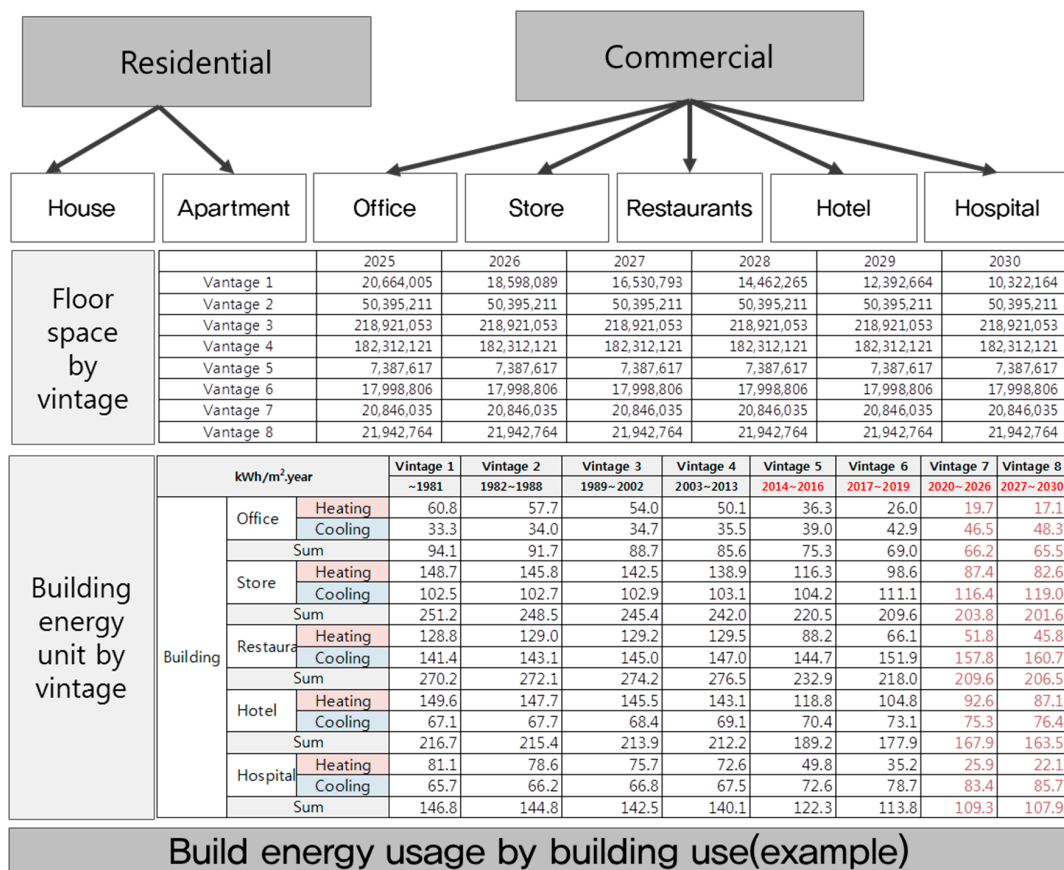 Residential
Commercial
House
Apartment
Office
Store
Restaurants
Hotel
Hospital
Floor
space
by
vintage
2025 2026 2027 2028 2029 2030
Vantage 1 20,664,005 18,598,089 16,530,793 14,462,265 12,392,664 10,322,164
Vantage 2 50,395,211 50,395,211 50,395,211 50,395,211 50,395,211 50,395,211
Vantage 3 218,921,053 218,921,053 218,921,053 218,921,053 218,921,053 218,921,053
Vantage 4 182,312,121 182,312,121 182,312,121 182,312,121 182,312,121 182,312,121
Vantage 5 7,387,617 7,387,617 7,387,617 7,387,617 7,387,617 7,387,617
Vantage 6 17,998,806 17,998,806 17,998,806 17,998,806 17,998,806 17,998,806
Vantage 7 20,846,035 20,846,035 20,846,035 20,846,035 20,846,035 20,846,035
Vantage 8 21,942,764 21,942,764 21,942,764 21,942,764 21,942,764 21,942,764
Building
energy
unit by
vintage
kWh/m².year Vintage 1 Vintage 2 Vintage 3 Vintage 4 Vintage 5 Vintage 6 Vintage 7 Vintage 8
~1981 1982~1988 1989~2002 2003~2013 2014~2016 2017~2019 2020~2026 2027~2030
Building
Office
Heating 60.8 57.7 54.0 50.1 36.3 26.0 19.7 17.1
Cooling 33.3 34.0 34.7 35.5 39.0 42.9 46.5 48.3
Sum 94.1 91.7 88.7 85.6 75.3 69.0 66.2 65.5
Store
Heating 148.7 145.8 142.5 138.9 116.3 98.6 87.4 82.6
Cooling 102.5 102.7 102.9 103.1 104.2 111.1 116.4 119.0
Sum 251.2 248.5 245.4 242.0 220.5 209.6 203.8 201.6
Restaura
Heating 128.8 129.0 129.2 129.5 88.2 66.1 51.8 45.8
Cooling 141.4 143.1 145.0 147.0 144.7 151.9 157.8 160.7
Sum 270.2 272.1 274.2 276.5 232.9 218.0 209.6 206.5
Hotel
Heating 149.6 147.7 145.5 143.1 118.8 104.8 92.6 87.1
Cooling 67.1 67.7 68.4 69.1 70.4 73.1 75.3 76.4
Sum 216.7 215.4 213.9 212.2 189.2 177.9 167.9 163.5
Hospital
Heating 81.1 78.6 75.7 72.6 49.8 35.2 25.9 22.1
Cooling 65.7 66.2 66.8 67.5 72.6 78.7 83.4 85.7
Sum 146.8 144.8 142.5 140.1 122.3 113.8 109.3 107.9
Build energy usage by building use(example)